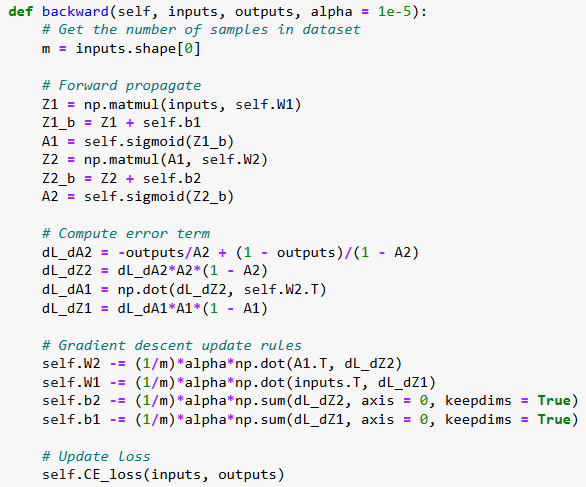 def backward(self, inputs, outputs, alpha = 1e-5):
    # Get the number of samples in dataset
    m = inputs.shape[0]

    # Forward propagate
    Z1 = np.matmul(inputs, self.W1)
    Z1_b = Z1 + self.b1
    A1 = self.sigmoid(Z1_b)
    Z2 = np.matmul(A1, self.W2)
    Z2_b = Z2 + self.b2
    A2 = self.sigmoid(Z2_b)

    # Compute error term
    dL_dA2 = -outputs/A2 + (1 - outputs)/(1 - A2)
    dL_dZ2 = dL_dA2*A2*(1 - A2)
    dL_dA1 = np.dot(dL_dZ2, self.W2.T)
    dL_dZ1 = dL_dA1*A1*(1 - A1)

    # Gradient descent update rules
    self.W2 -= (1/m)*alpha*np.dot(A1.T, dL_dZ2)
    self.W1 -= (1/m)*alpha*np.dot(inputs.T, dL_dZ1)
    self.b2 -= (1/m)*alpha*np.sum(dL_dZ2, axis = 0, keepdims = True)
    self.b1 -= (1/m)*alpha*np.sum(dL_dZ1, axis = 0, keepdims = True)

    # Update loss
    self.CE_loss(inputs, outputs)